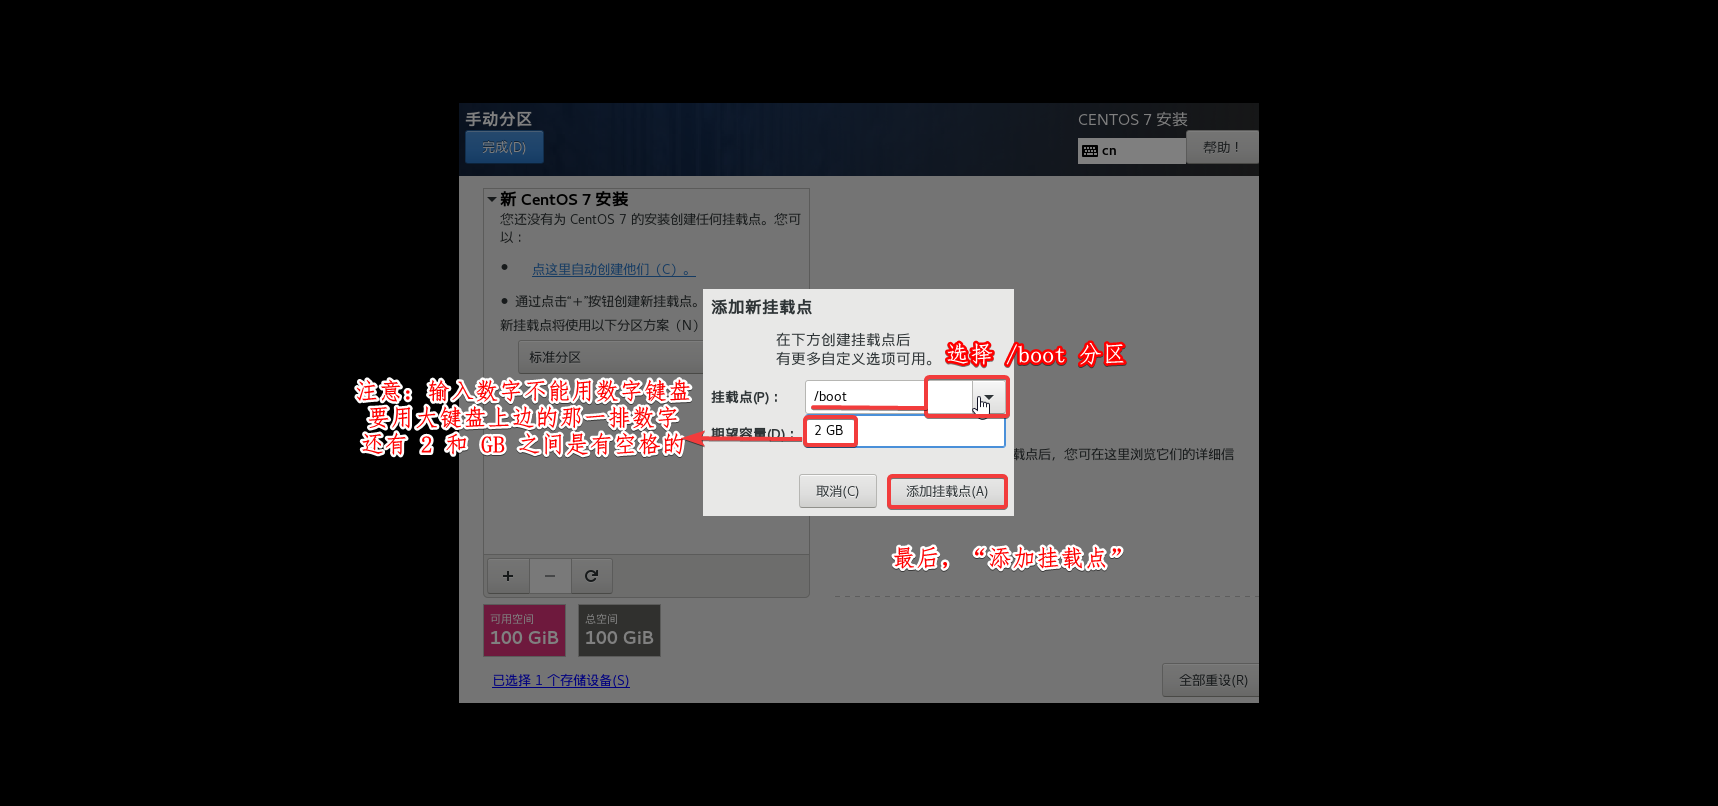 手动分区
完成(D)
CENTOS 7 安装
cn
帮助！
新 CentOS 7 安装
您还没有为 CentOS 7 的安装创建任何挂载点。您可
以：
点这里自动创建他们（C）。
通过点击“+”按钮创建新挂载点。
新挂载点将使用以下分区方案（N）
标准分区
添加新挂载点
在下方创建挂载点后
有更多自定义选项可用。
选择 /boot 分区
挂载点(P)：
/boot
期望容量(D)：
2 GB
注意：输入数字不能用数字键盘
要用大键盘上边的那一排数字
还有 2 和 GB 之间是有空格的
载点后，您可在这里浏览它们的详细信
取消(C)
添加挂载点(A)
最后，“添加挂载点”
+
−
可用空间
100 GiB
总空间
100 GiB
已选择 1 个存储设备(S)
全部重设(R)